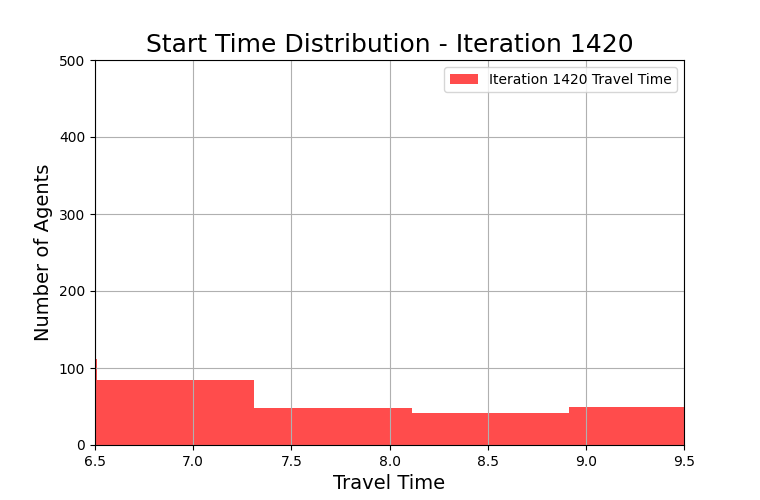 Start Time Distribution - Iteration 1420
Iteration 1420 Travel Time
500
400
300
200
100
0
Number of Agents
6.5 7.0 7.5 8.0 8.5 9.0 9.5
Travel Time